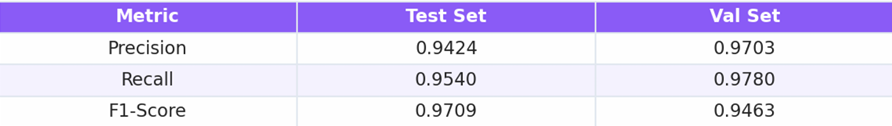 Metric Test Set Val Set
Precision 0.9424 0.9703
Recall 0.9540 0.9780
F1-Score 0.9709 0.9463